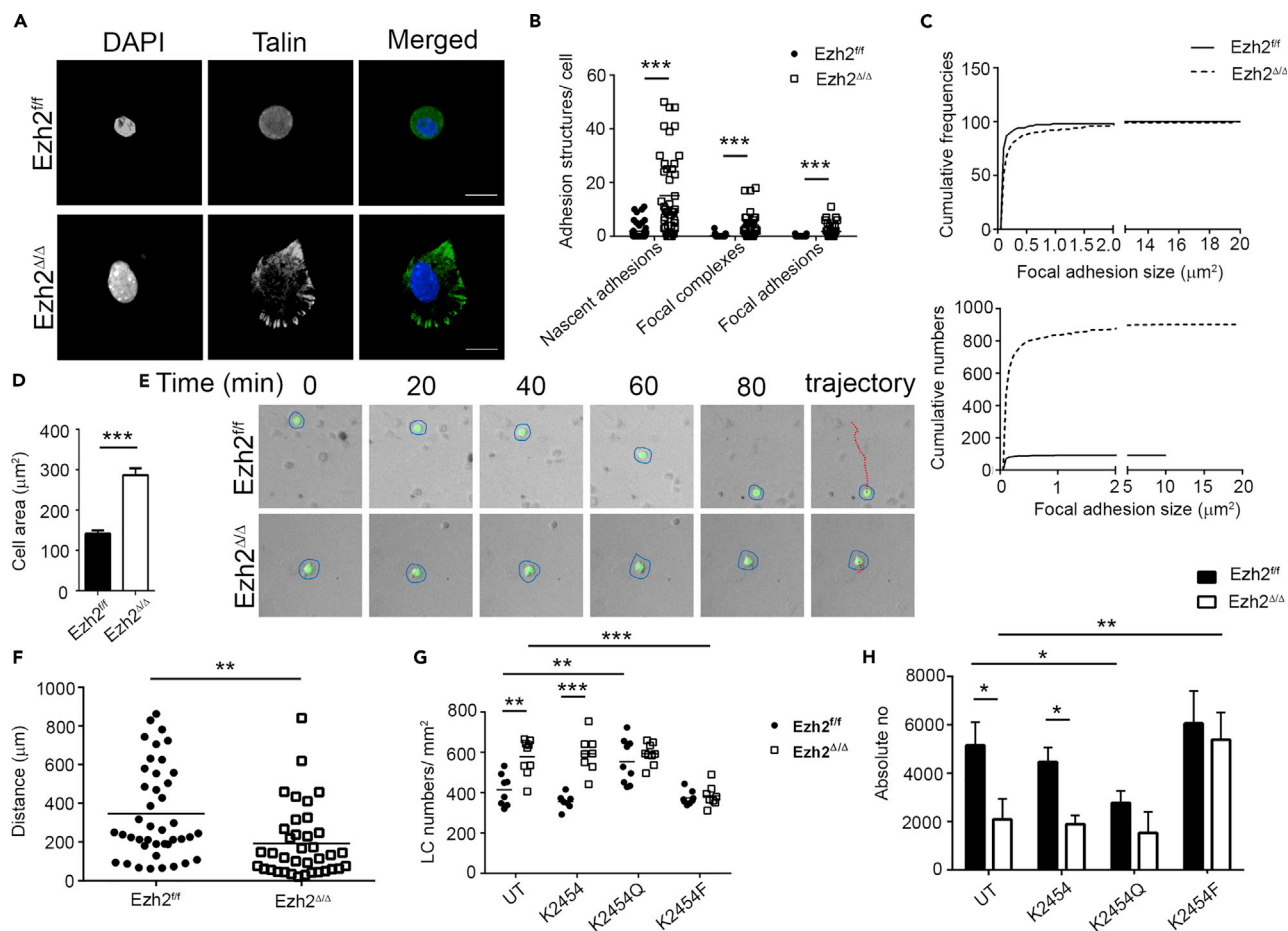 A
DAPI Talin Merged
Ezh2f/f
Ezh2Δ/Δ
B
Ezh2f/f
Ezh2Δ/Δ
***
***
***
Adhesion structures/ cell
60
40
20
0
Nascent adhesions
Focal complexes
Focal adhesions
C
Ezh2f/f
Ezh2Δ/Δ
Cumulative frequencies
150
100
50
0
0 0.5 1.0 1.5 2.0 14 16 18 20
Focal adhesion size (μm²)
Cumulative numbers
1000
800
600
400
200
100
0
0 1 2 5 10 15 20
Focal adhesion size (μm²)
D
***
Cell area (μm²)
400
300
200
100
0
Ezh2f/f
Ezh2Δ/Δ
E Time (min) 0 20 40 60 80 trajectory
Ezh2f/f
Ezh2Δ/Δ
F
**
Distance (μm)
1000
800
600
400
200
0
Ezh2f/f Ezh2Δ/Δ
G
***
**
**
***
Ezh2f/f
Ezh2Δ/Δ
LC numbers/ mm²
800
600
400
200
0
UT
K2454
K2454Q
K2454F
H
Ezh2f/f
Ezh2Δ/Δ
**
*
*
*
Absolute no
8000
6000
4000
2000
0
UT
K2454
K2454Q
K2454F